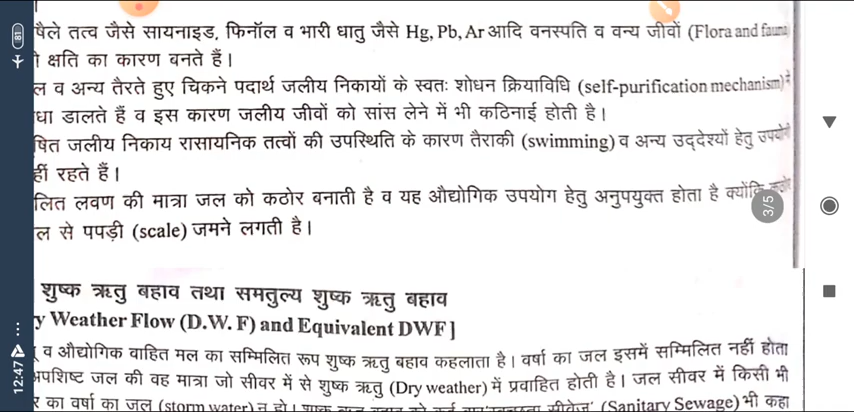 षैले तत्व जैसे सायनाइड, फिनॉल व भारी धातु जैसे Hg, Pb, Ar आदि वनस्पति व वन्य जीवों (Flora and fauna
ो क्षति का कारण बनते हैं।
ल व अन्य तैरते हुए चिकने पदार्थ जलीय निकायों के स्वतः शोधन क्रियाविधि (self-purification mechanism) में
धा डालते हैं व इस कारण जलीय जीवों को सांस लेने में भी कठिनाई होती है।
षित जलीय निकाय रासायनिक तत्वों की उपस्थिति के कारण तैराकी (swimming) व अन्य उद्देश्यों हेतु उपयोगी
हीं रहते हैं।
लित लवण की मात्रा जल को कठोर बनाती है व यह औद्योगिक उपयोग हेतु अनुपयुक्त होता है क्योंकि
ल से पपड़ी (scale) जमने लगती है।
3/5
शुष्क ऋतु बहाव तथा समतुल्य शुष्क ऋतु बहाव
y Weather Flow (D.W. F) and Equivalent DWF]
व औद्योगिक वाहित मल का सम्मिलित रूप शुष्क ऋतु बहाव कहलाता है। वर्षा का जल इसमें सम्मिलित नहीं होता
अपशिष्ट जल की वह मात्रा जो सीवर में से शुष्क ऋतु (Dry weather) में प्रवाहित होती है। जल सीवर में किसी भी
र का वर्षा का जल (storm water) न हो। (Sanitary Sewage) भी कहा
81
12:47